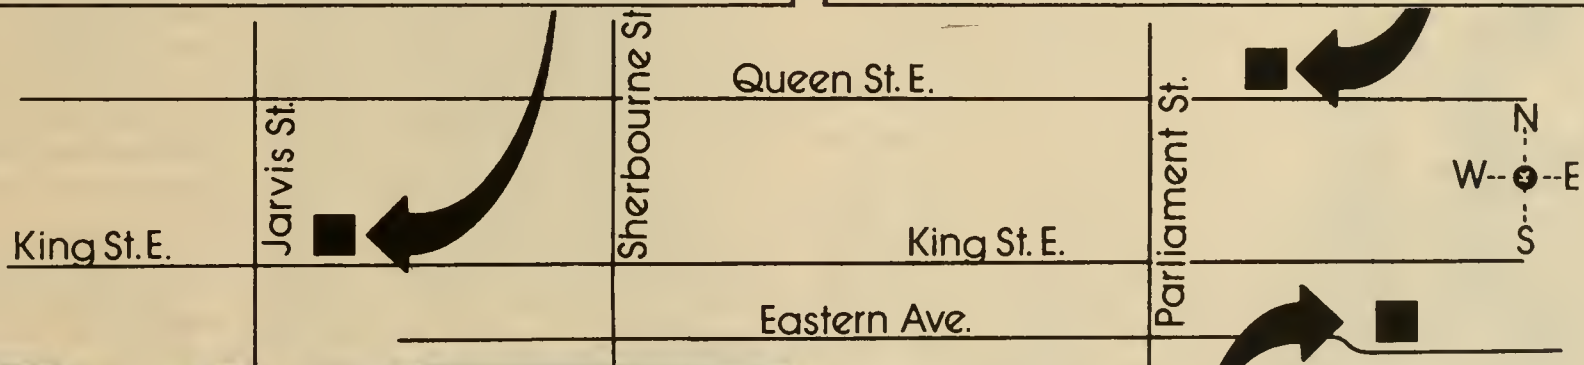 Queen St. E.
Jarvis St.
Sherbourne St
Parliament St.
N
W E
S
King St. E.
King St. E.
Eastern Ave.